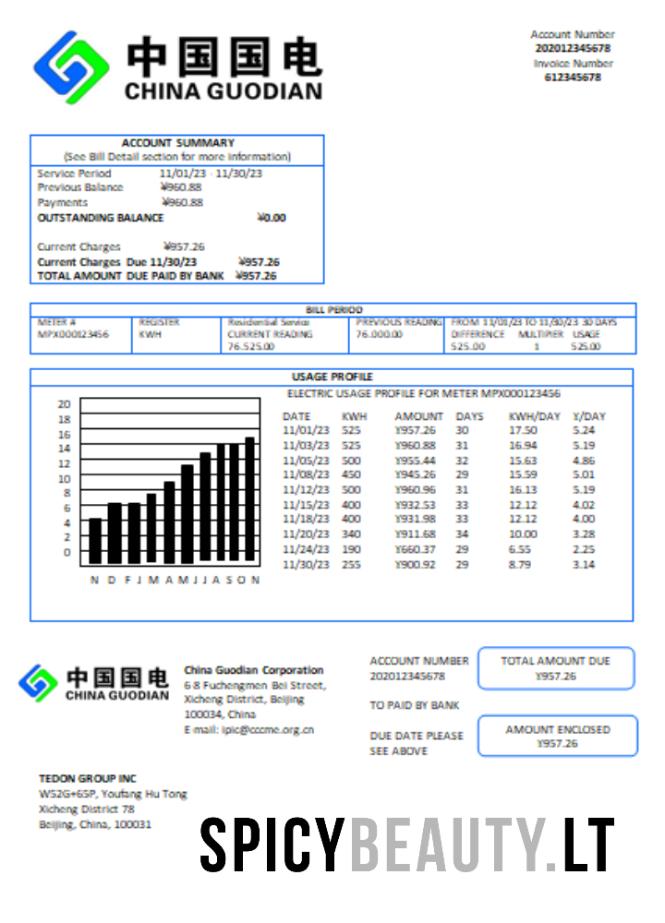 中国国电
CHINA GUODIAN
Account Number
202012345678
Invoice Number
612345678
ACCOUNT SUMMARY
(See Bill Detail section for more information)
Service Period 11/01/23 - 11/30/23
Previous Balance ¥960.88
Payments ¥960.88
OUTSTANDING BALANCE ¥0.00
Current Charges ¥957.26
Current Charges Due 11/30/23 ¥957.26
TOTAL AMOUNT DUE PAID BY BANK ¥957.26
BILL PERIOD
METER # REGISTER Residential Service PREVIOUS READING FROM 11/01/23 TO 11/30/23 30 DAYS
MPX000123456 KWH CURRENT READING 76.000.00 DIFFERENCE MULTIPIER USAGE
76.525.00 525.00 1 525.00
USAGE PROFILE
ELECTRIC USAGE PROFILE FOR METER MPX000123456
20
18
16
14
12
10
8
6
4
2
0
N D F J M A M J J A S O N
DATE KWH AMOUNT DAYS KWH/DAY Y/DAY
11/01/23 525 Y957.26 30 17.50 5.24
11/03/23 525 Y960.88 31 16.94 5.19
11/05/23 500 Y955.44 32 15.63 4.86
11/08/23 450 Y945.26 29 15.59 5.01
11/12/23 500 Y960.96 31 16.13 5.19
11/15/23 400 Y932.53 33 12.12 4.02
11/18/23 400 Y931.98 33 12.12 4.00
11/20/23 340 Y911.68 34 10.00 3.28
11/24/23 190 Y660.37 29 6.55 2.25
11/30/23 255 Y900.92 29 8.79 3.14
中国国电
CHINA GUODIAN
China Guodian Corporation
6-8 Fuchengmen Bei Street,
Xicheng District, Beijing
100034, China
E-mail: ipic@cccme.org.cn
ACCOUNT NUMBER
202012345678
TO PAID BY BANK
DUE DATE PLEASE
SEE ABOVE
TOTAL AMOUNT DUE
Y957.26
AMOUNT ENCLOSED
Y957.26
TEDON GROUP INC
W52G+65P, Youfang Hu Tong
Xicheng District 78
Beijing, China, 100031
SPICYBEAUTY.LT